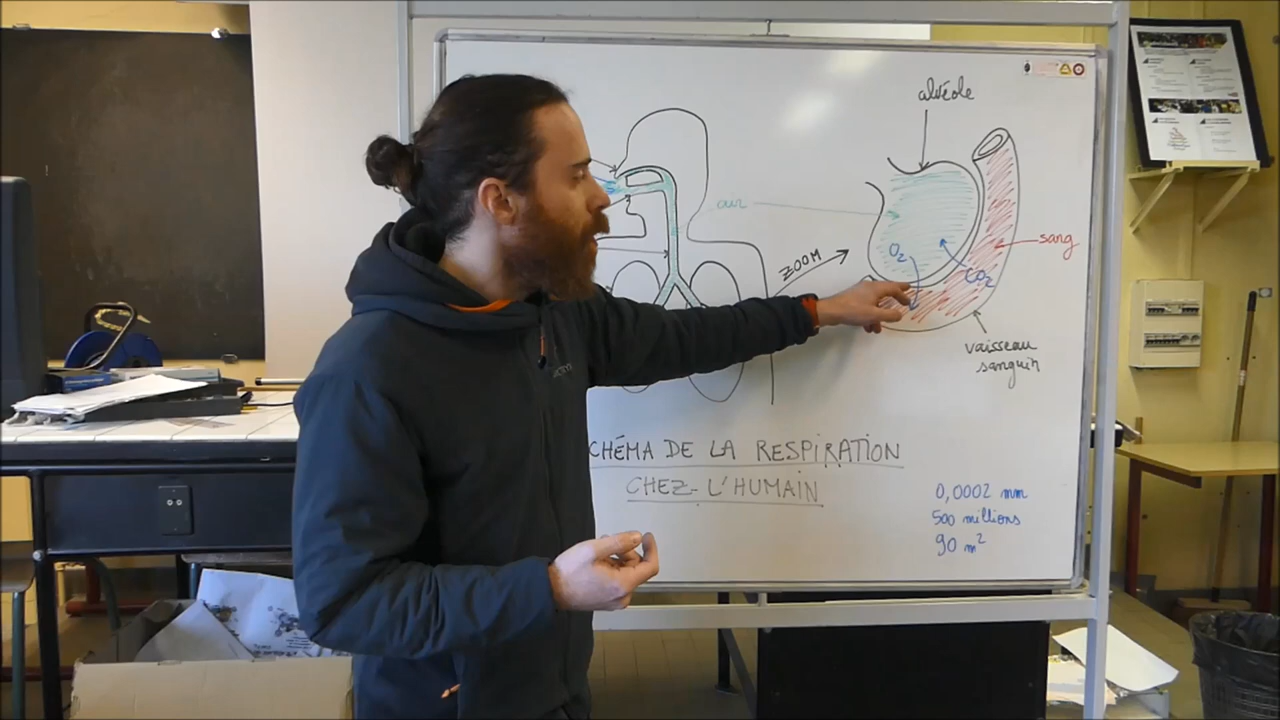 alvéole
air
sang
O₂
CO₂
ZOOM
vaisseau
sanguin
CHÉMA DE LA RESPIRATION
CHEZ L'HUMAIN
0,0002 mm
500 millions
90 m²